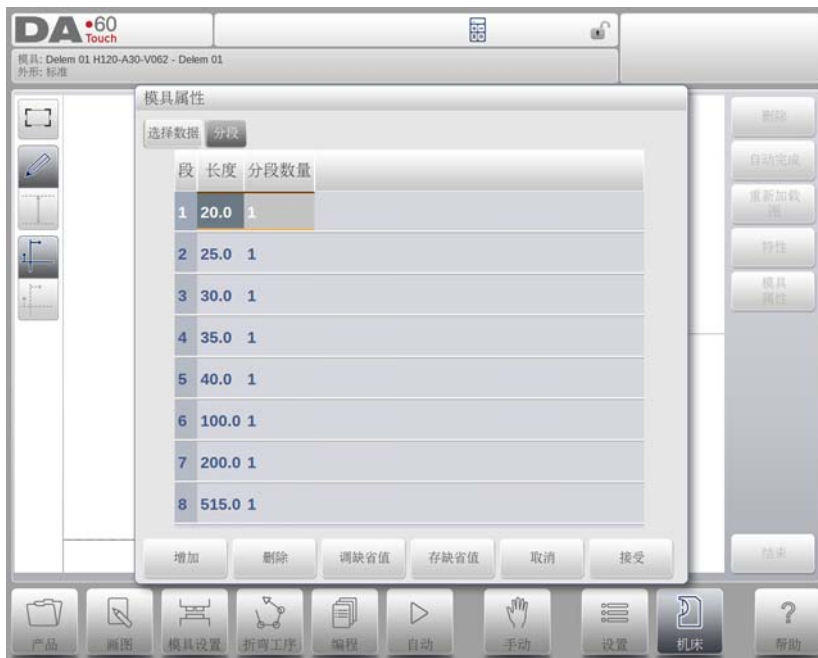 DA•60
Touch
模具: Delem 01 H120-A30-V062 - Delem 01
外形: 标准
模具属性
选择数据 分段
段 长度 分段数量
1 20.0 1
2 25.0 1
3 30.0 1
4 35.0 1
5 40.0 1
6 100.0 1
7 200.0 1
8 515.0 1
增加 删除 调缺省值 存缺省值 取消 接受
删除
自动完成
重新加载
图
特性
模具
属性
结束
产品 画图 模具设置 折弯工序 编程 自动 手动 设置 机床 帮助